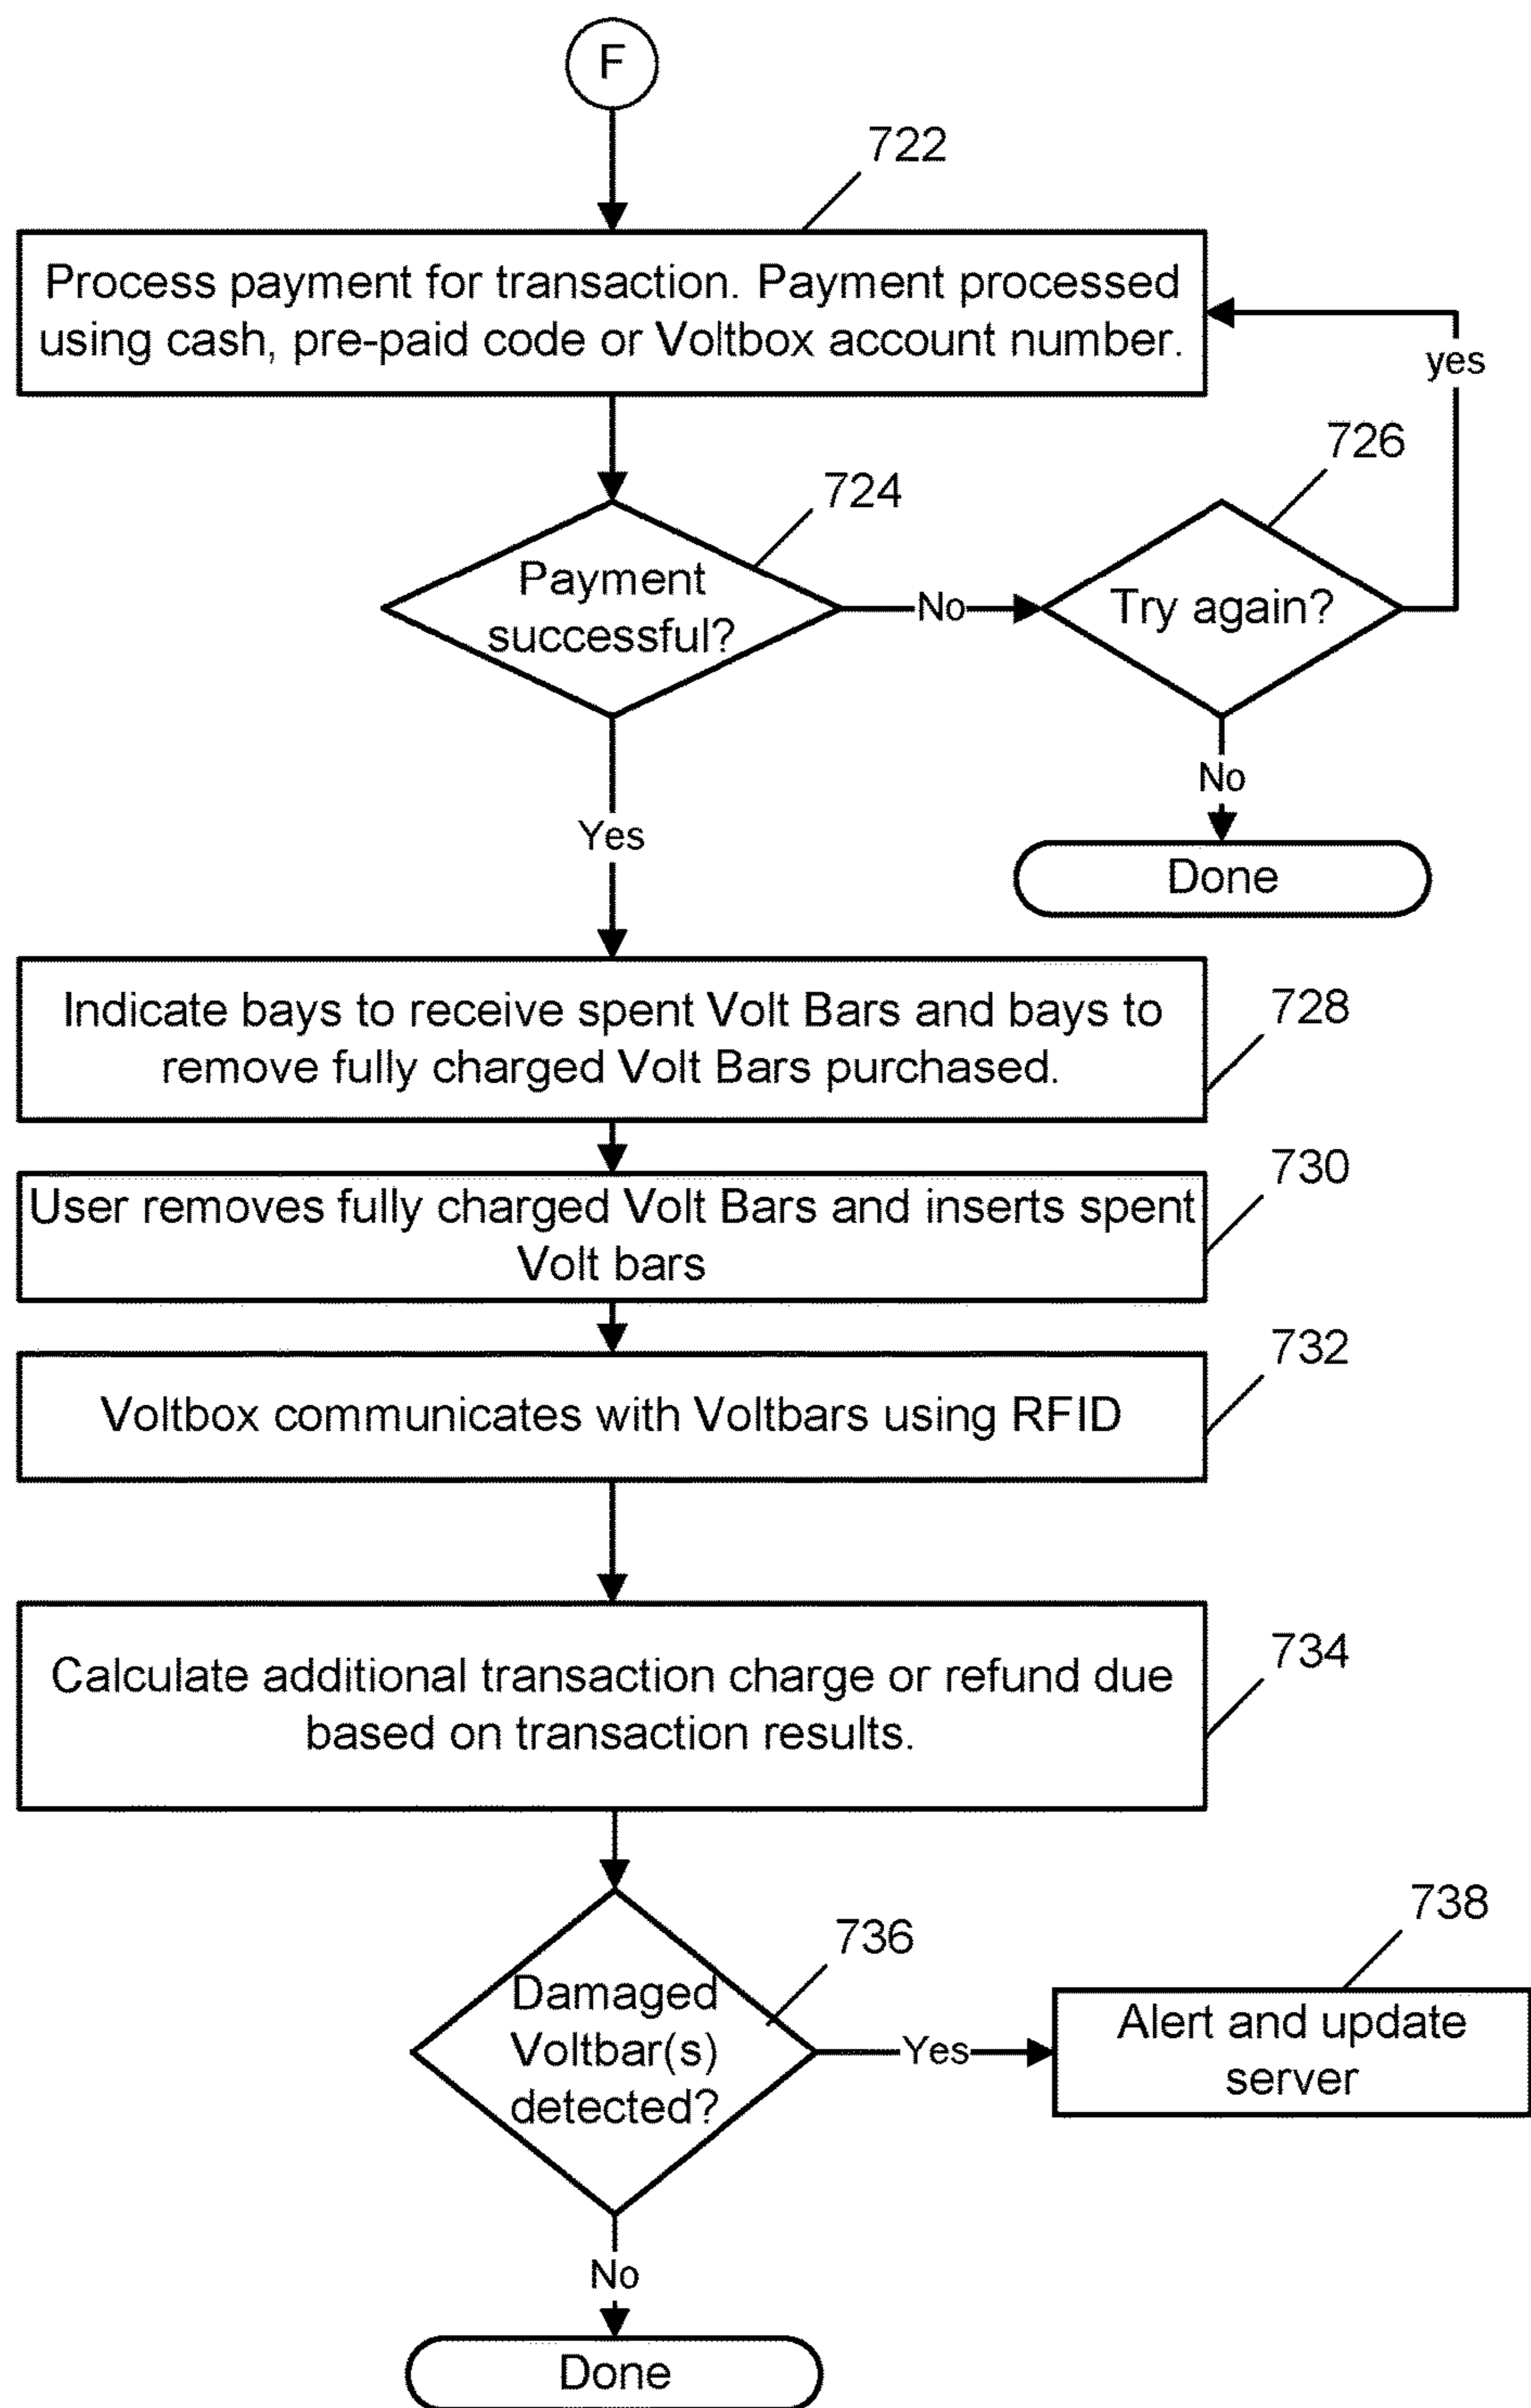 F
722
Process payment for transaction. Payment processed
using cash, pre-paid code or Voltbox account number.
yes
726
724
Payment
successful?
No
Try again?
No
Yes
Done
Indicate bays to receive spent Volt Bars and bays to
remove fully charged Volt Bars purchased.
728
730
User removes fully charged Volt Bars and inserts spent
Volt bars
732
Voltbox communicates with Voltbars using RFID
734
Calculate additional transaction charge or refund due
based on transaction results.
738
736
Damaged
Voltbar(s)
detected?
Yes
Alert and update
server
No
Done